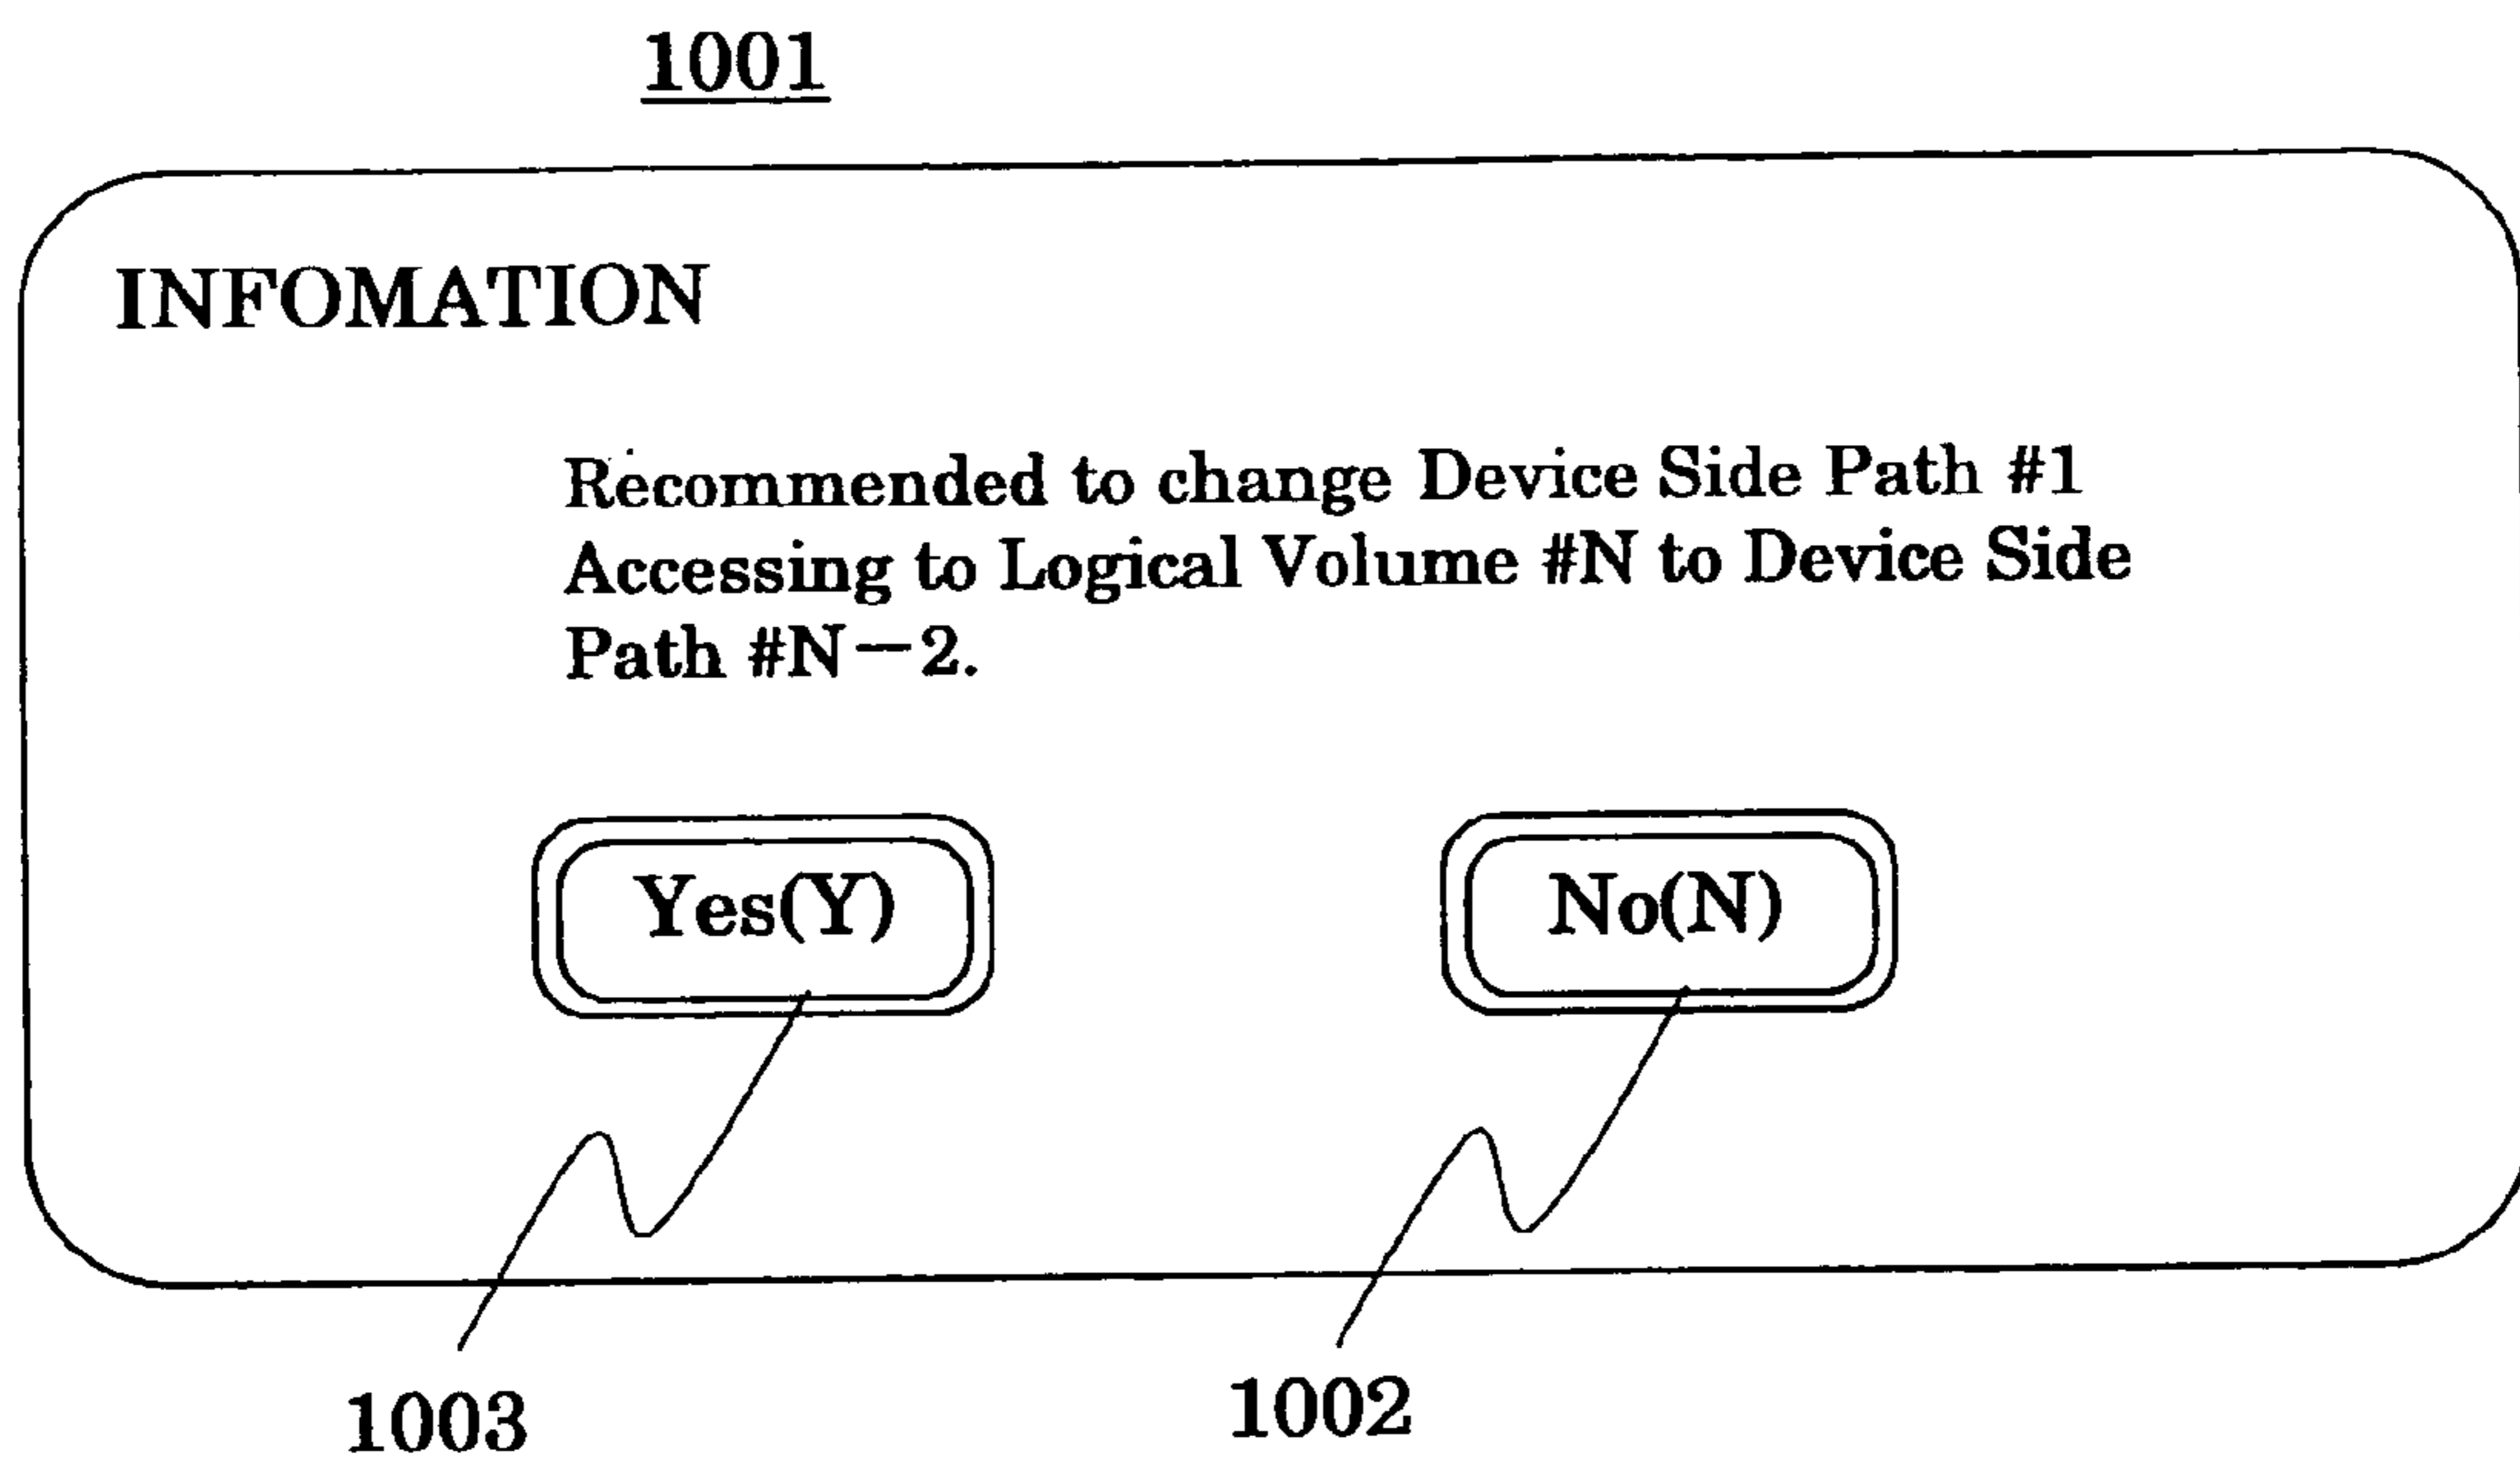 1001
INFOMATION
Recommended to change Device Side Path #1
Accessing to Logical Volume #N to Device Side
Path #N－2.
Yes(Y)
No(N)
1003
1002